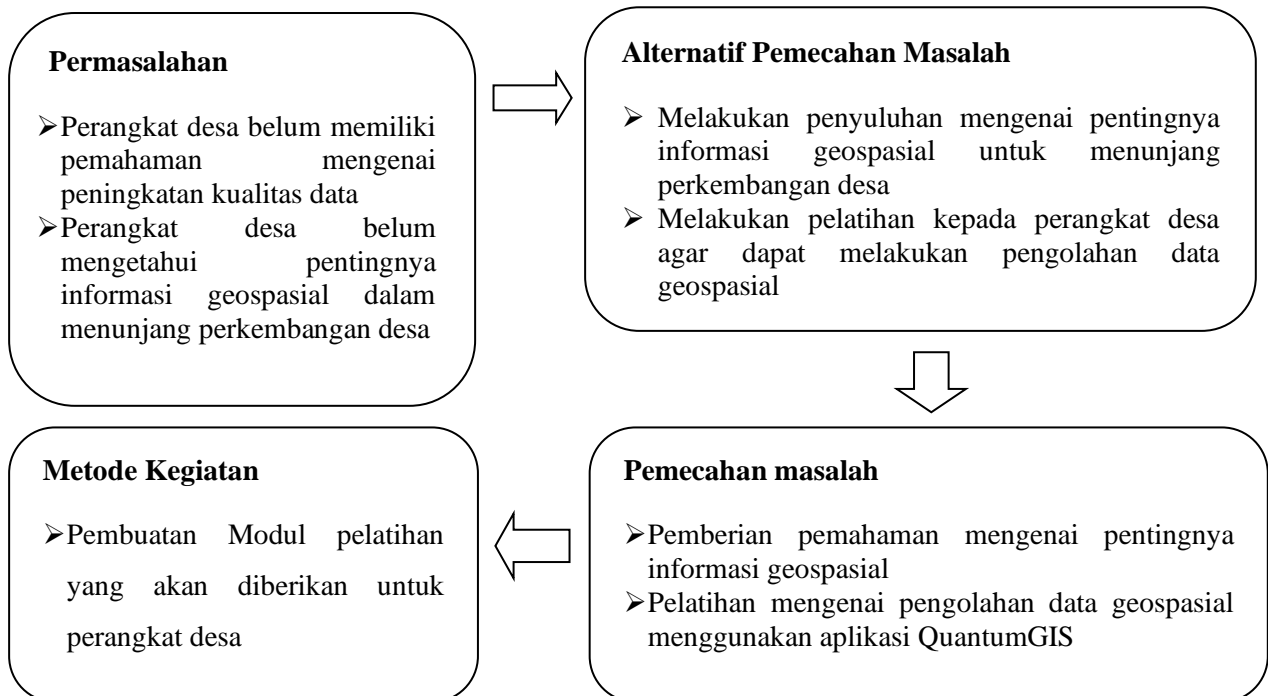 Permasalahan
➢Perangkat desa belum memiliki
pemahaman mengenai
peningkatan kualitas data
➢Perangkat desa belum
mengetahui pentingnya
informasi geospasial dalam
menunjang perkembangan desa
Alternatif Pemecahan Masalah
➢ Melakukan penyuluhan mengenai pentingnya
informasi geospasial untuk menunjang
perkembangan desa
➢ Melakukan pelatihan kepada perangkat desa
agar dapat melakukan pengolahan data
geospasial
Pemecahan masalah
➢Pemberian pemahaman mengenai pentingnya
informasi geospasial
➢Pelatihan mengenai pengolahan data geospasial
menggunakan aplikasi QuantumGIS
Metode Kegiatan
➢Pembuatan Modul pelatihan
yang akan diberikan untuk
perangkat desa